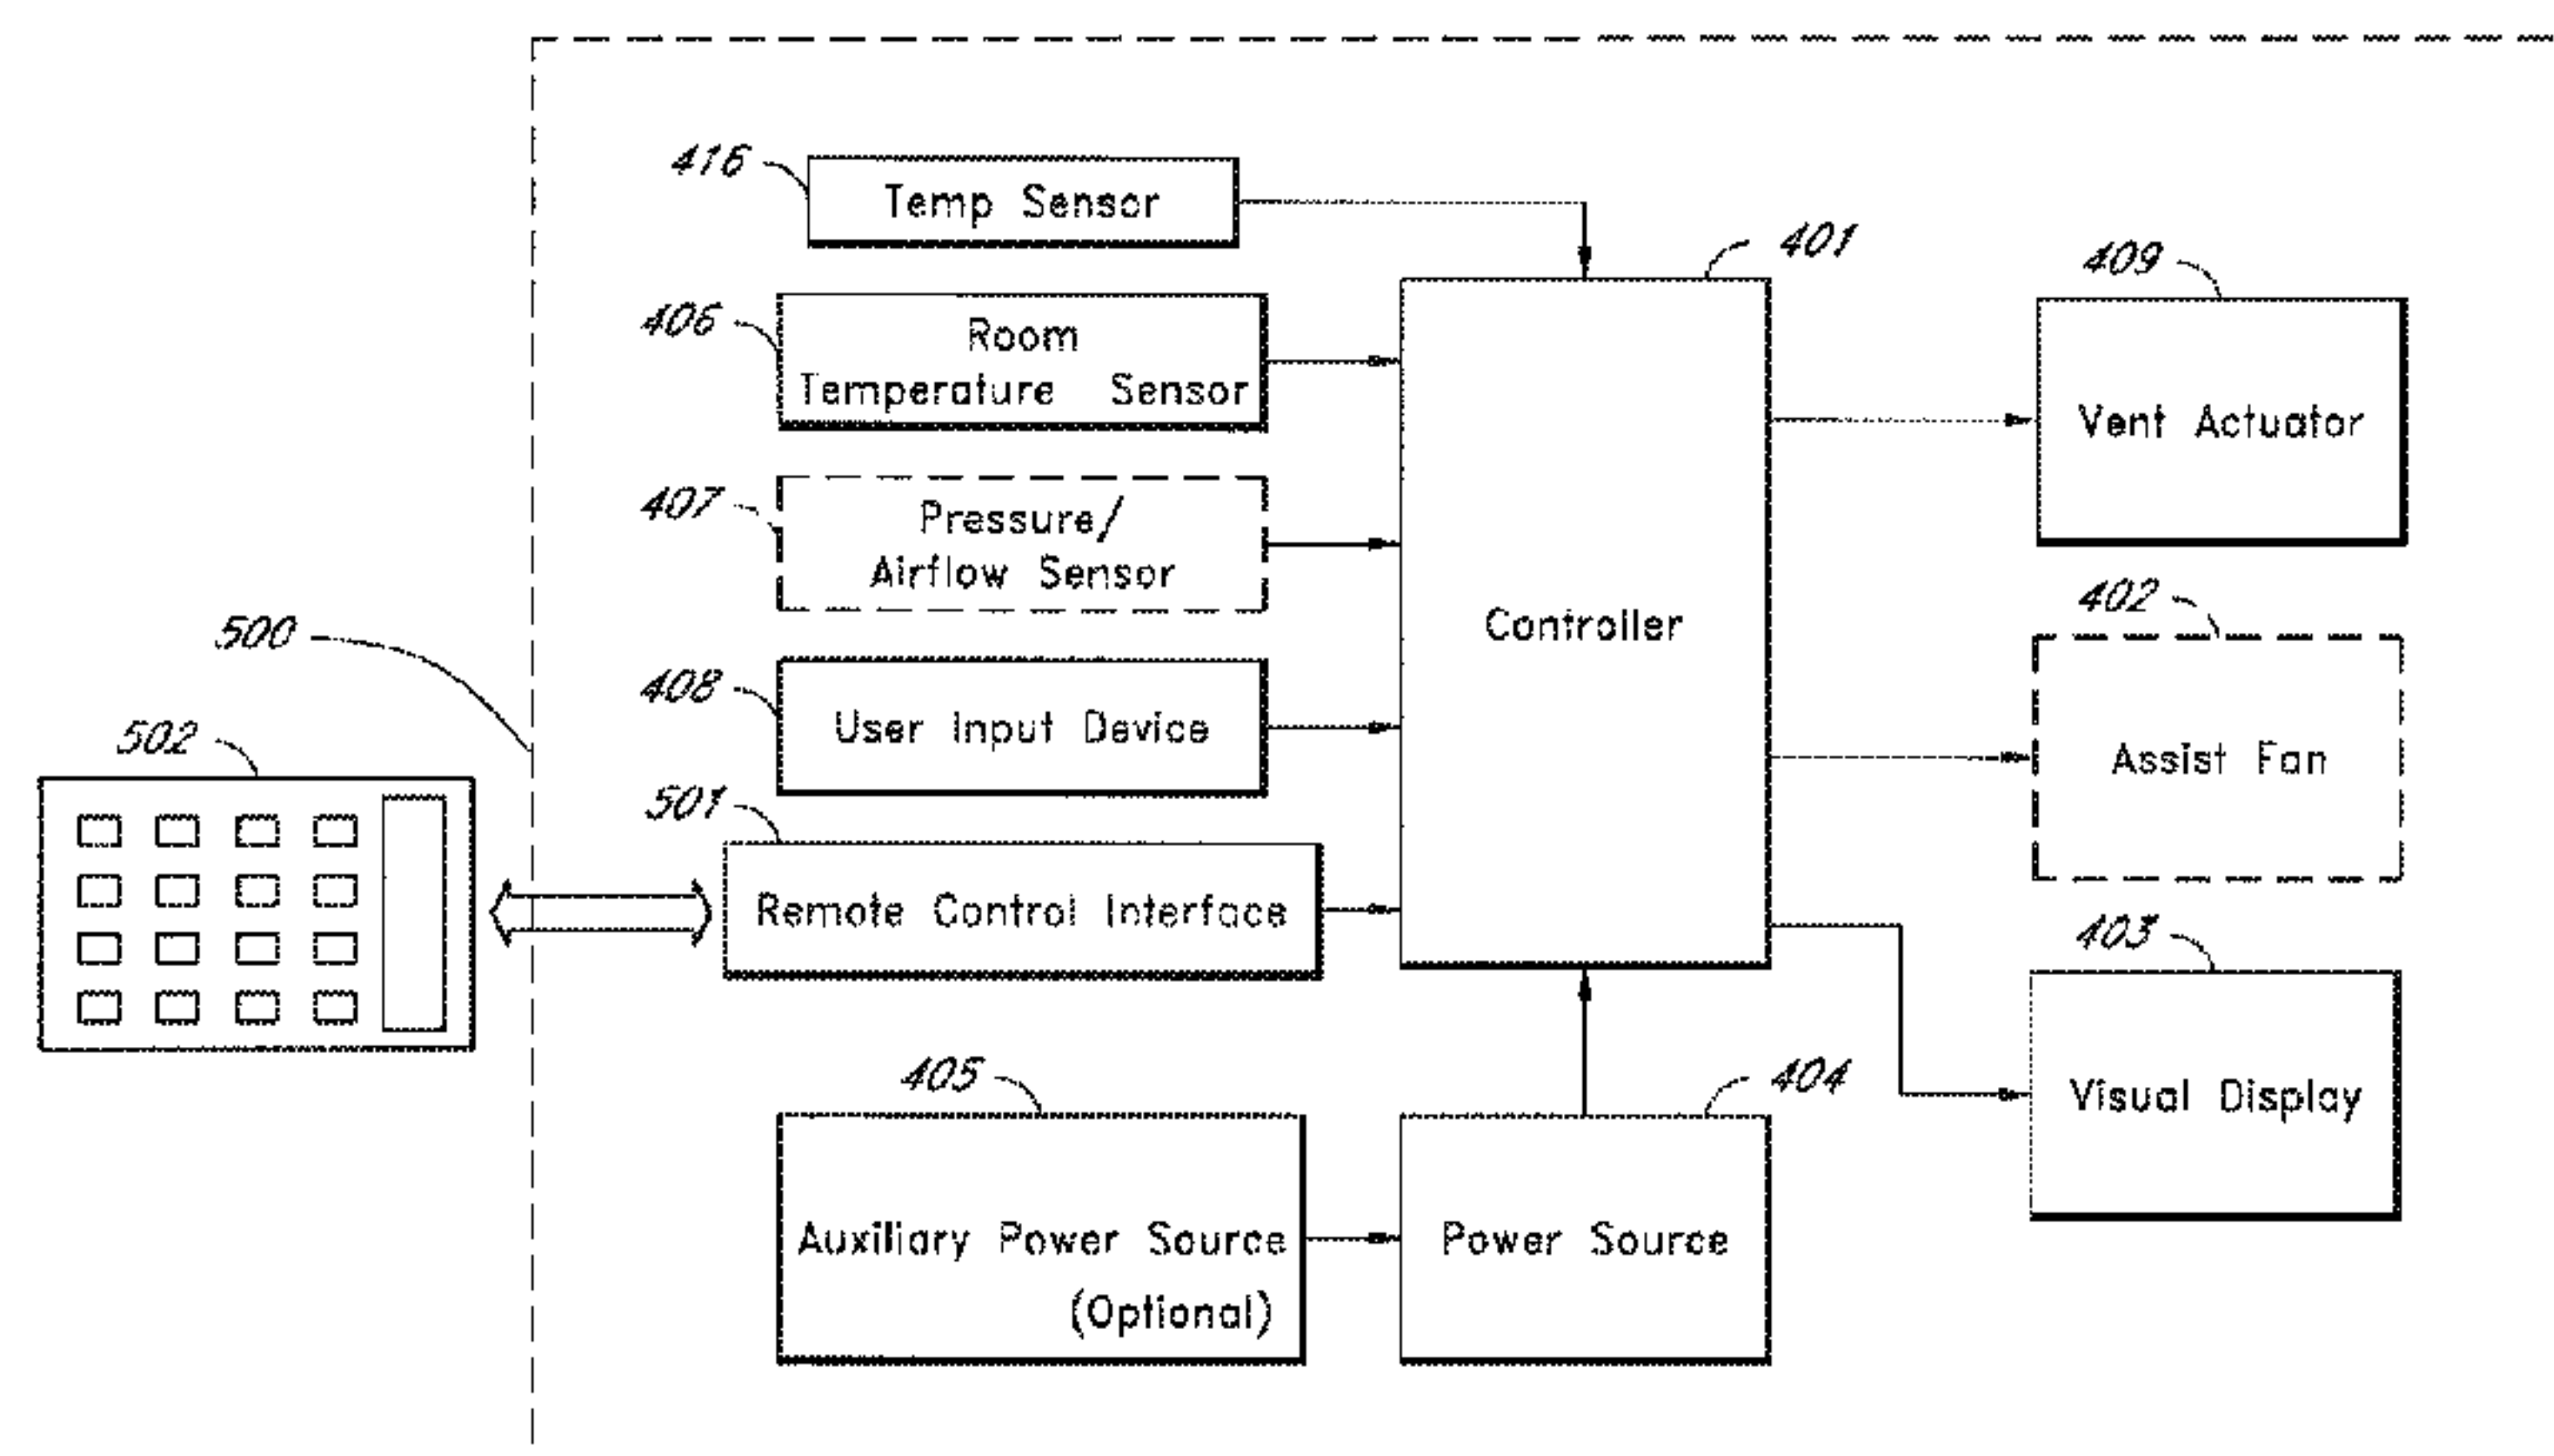 416
Temp Sensor
401
409
406
Room
Temperature Sensor
Vent Actuator
407
Pressure/
Airflow Sensor
402
Controller
500
408
User Input Device
Assist Fan
502
501
Remote Control Interface
403
405
404
Visual Display
Auxiliary Power Source
(Optional)
Power Source